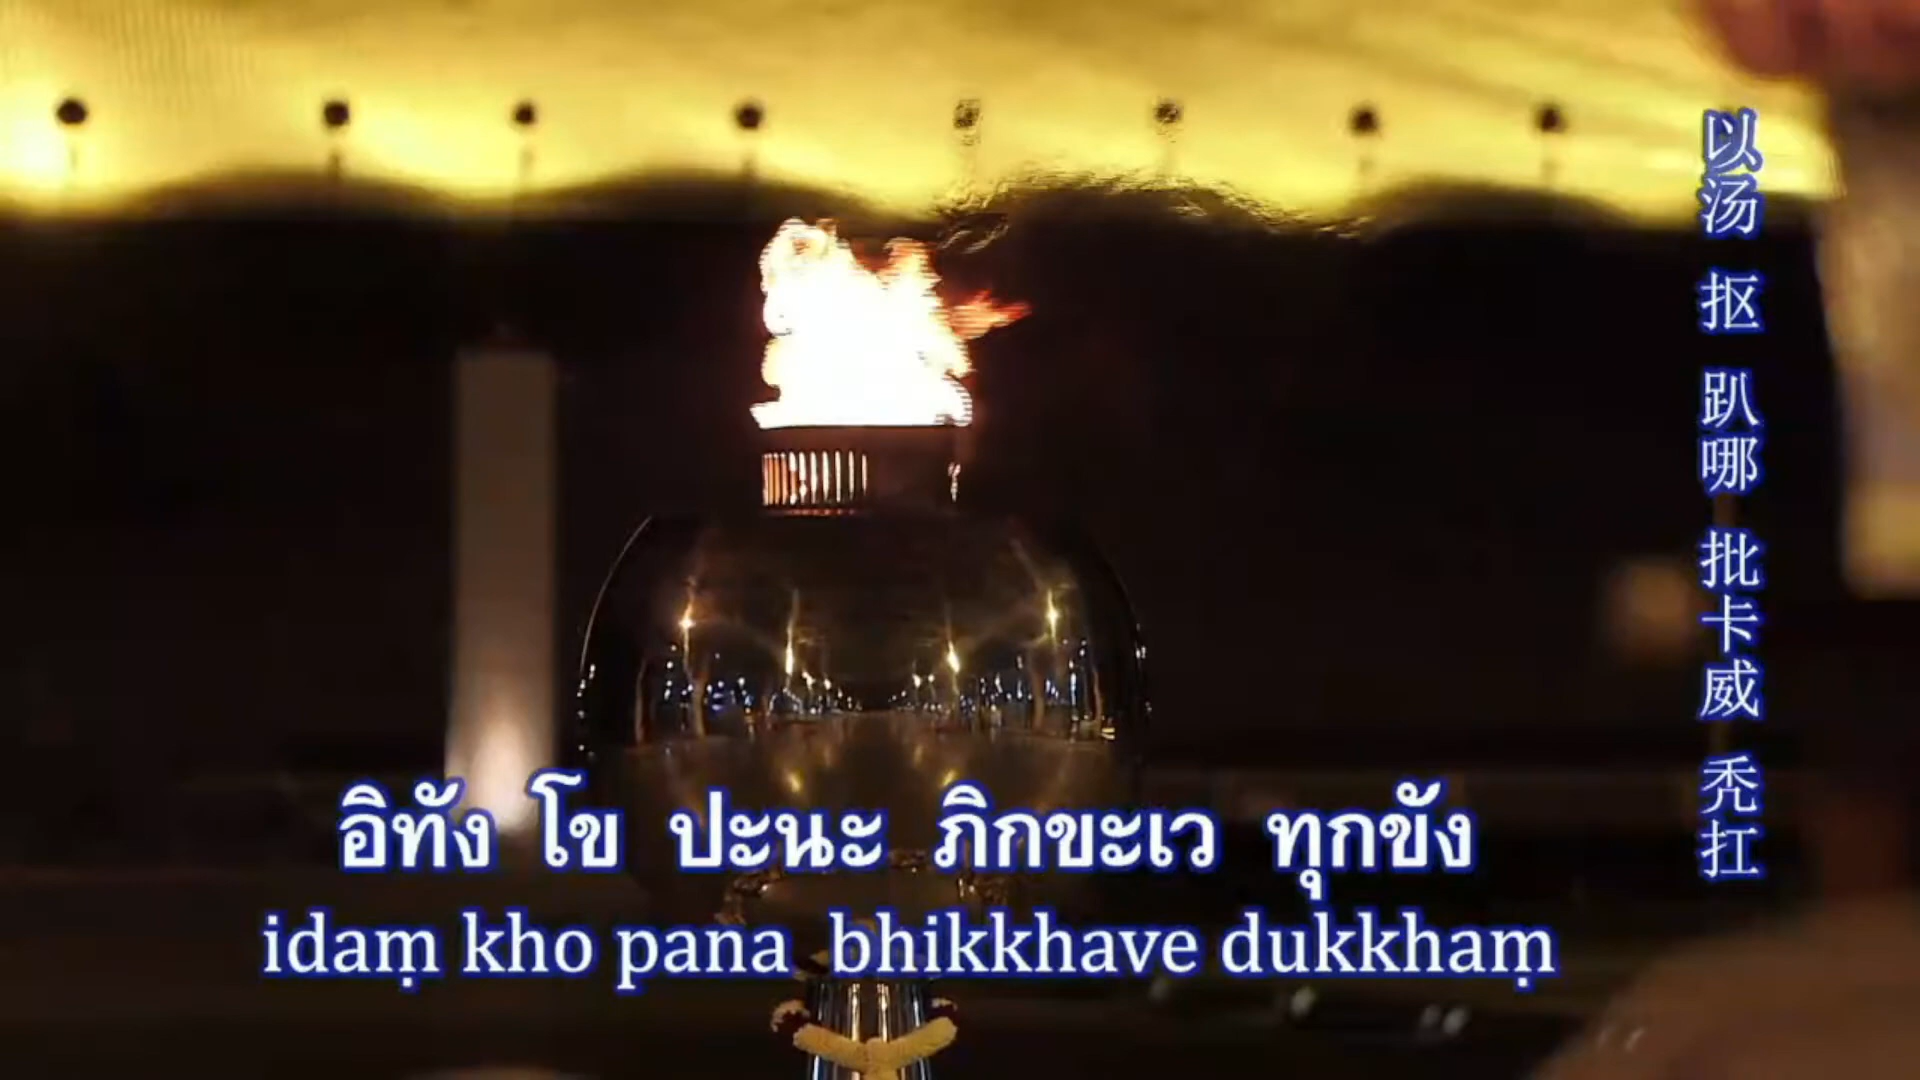 อิทัง โข ปะนะ ภิกขะเว ทุกขัง
idaṃ kho pana bhikkhave dukkhaṃ
以汤 抠 趴哪 批卡威 秃扛